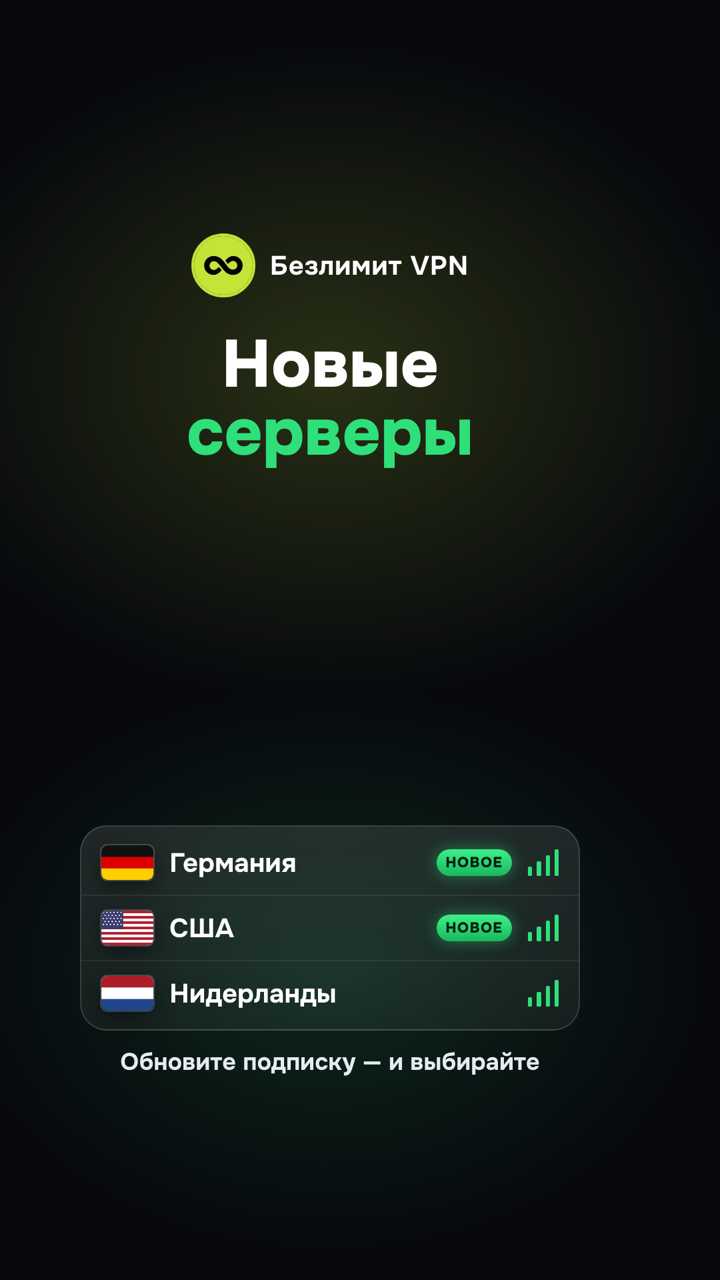 Безлимит VPN
Новые
серверы
Германия НОВОЕ
США НОВОЕ
Нидерланды
Обновите подписку — и выбирайте